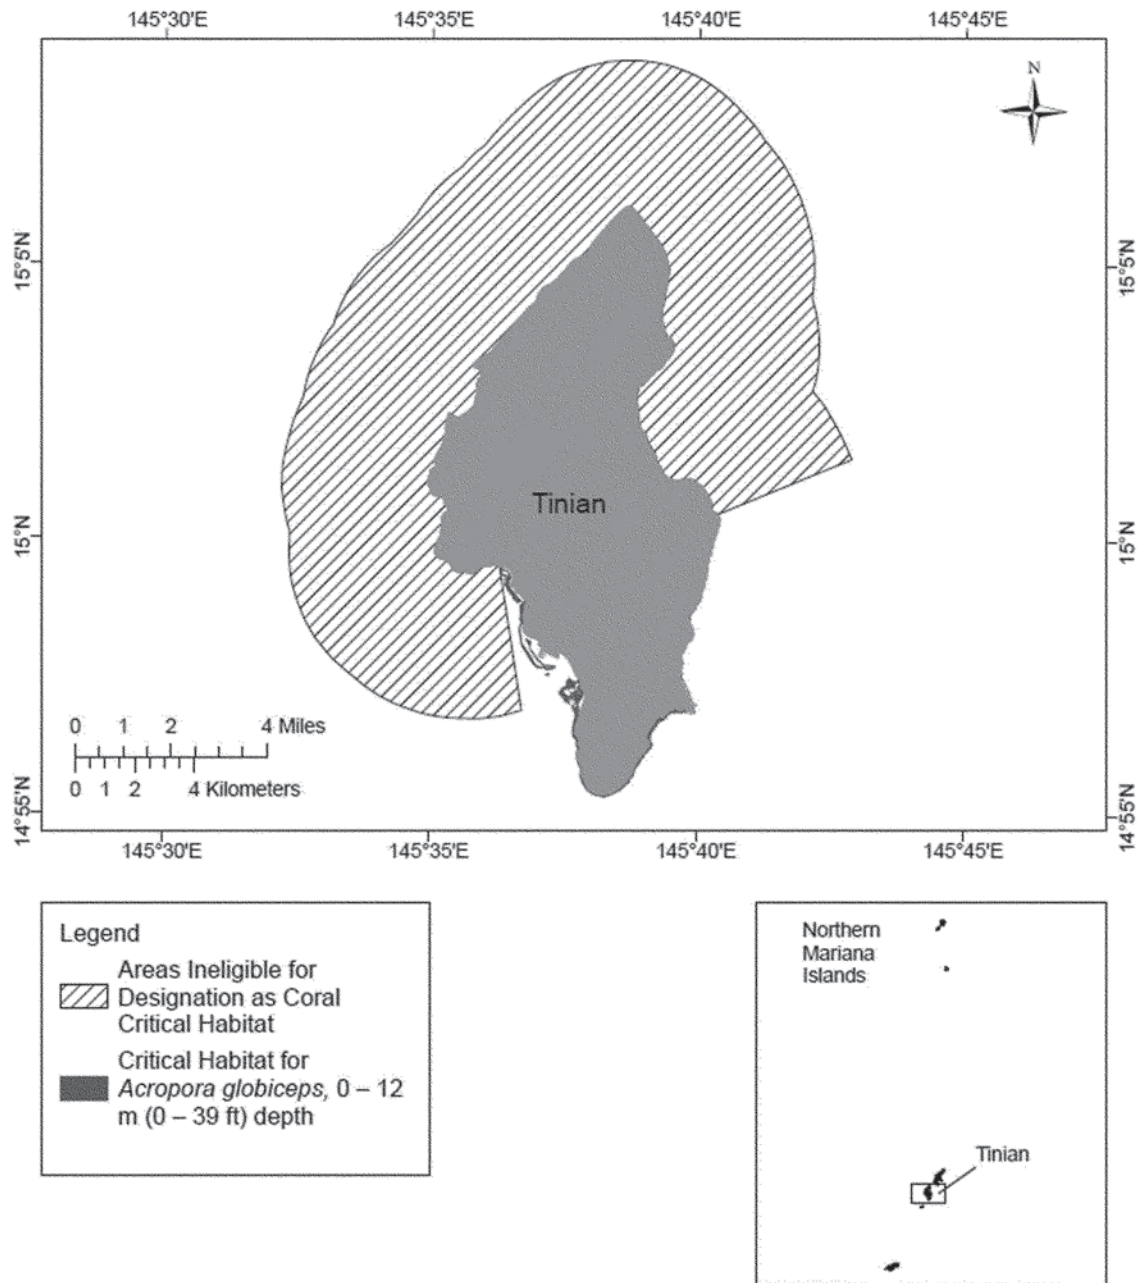 145°30'E 145°35'E 145°40'E 145°45'E
N
15°5'N
15°5'N
Tinian
15°N
15°N
0 1 2 4 Miles
0 1 2 4 Kilometers
14°55'N
14°55'N
145°30'E 145°35'E 145°40'E 145°45'E
Legend
Areas Ineligible for
Designation as Coral
Critical Habitat
Critical Habitat for
Acropora globiceps, 0 – 12
m (0 – 39 ft) depth
Northern
Mariana
Islands
Tinian